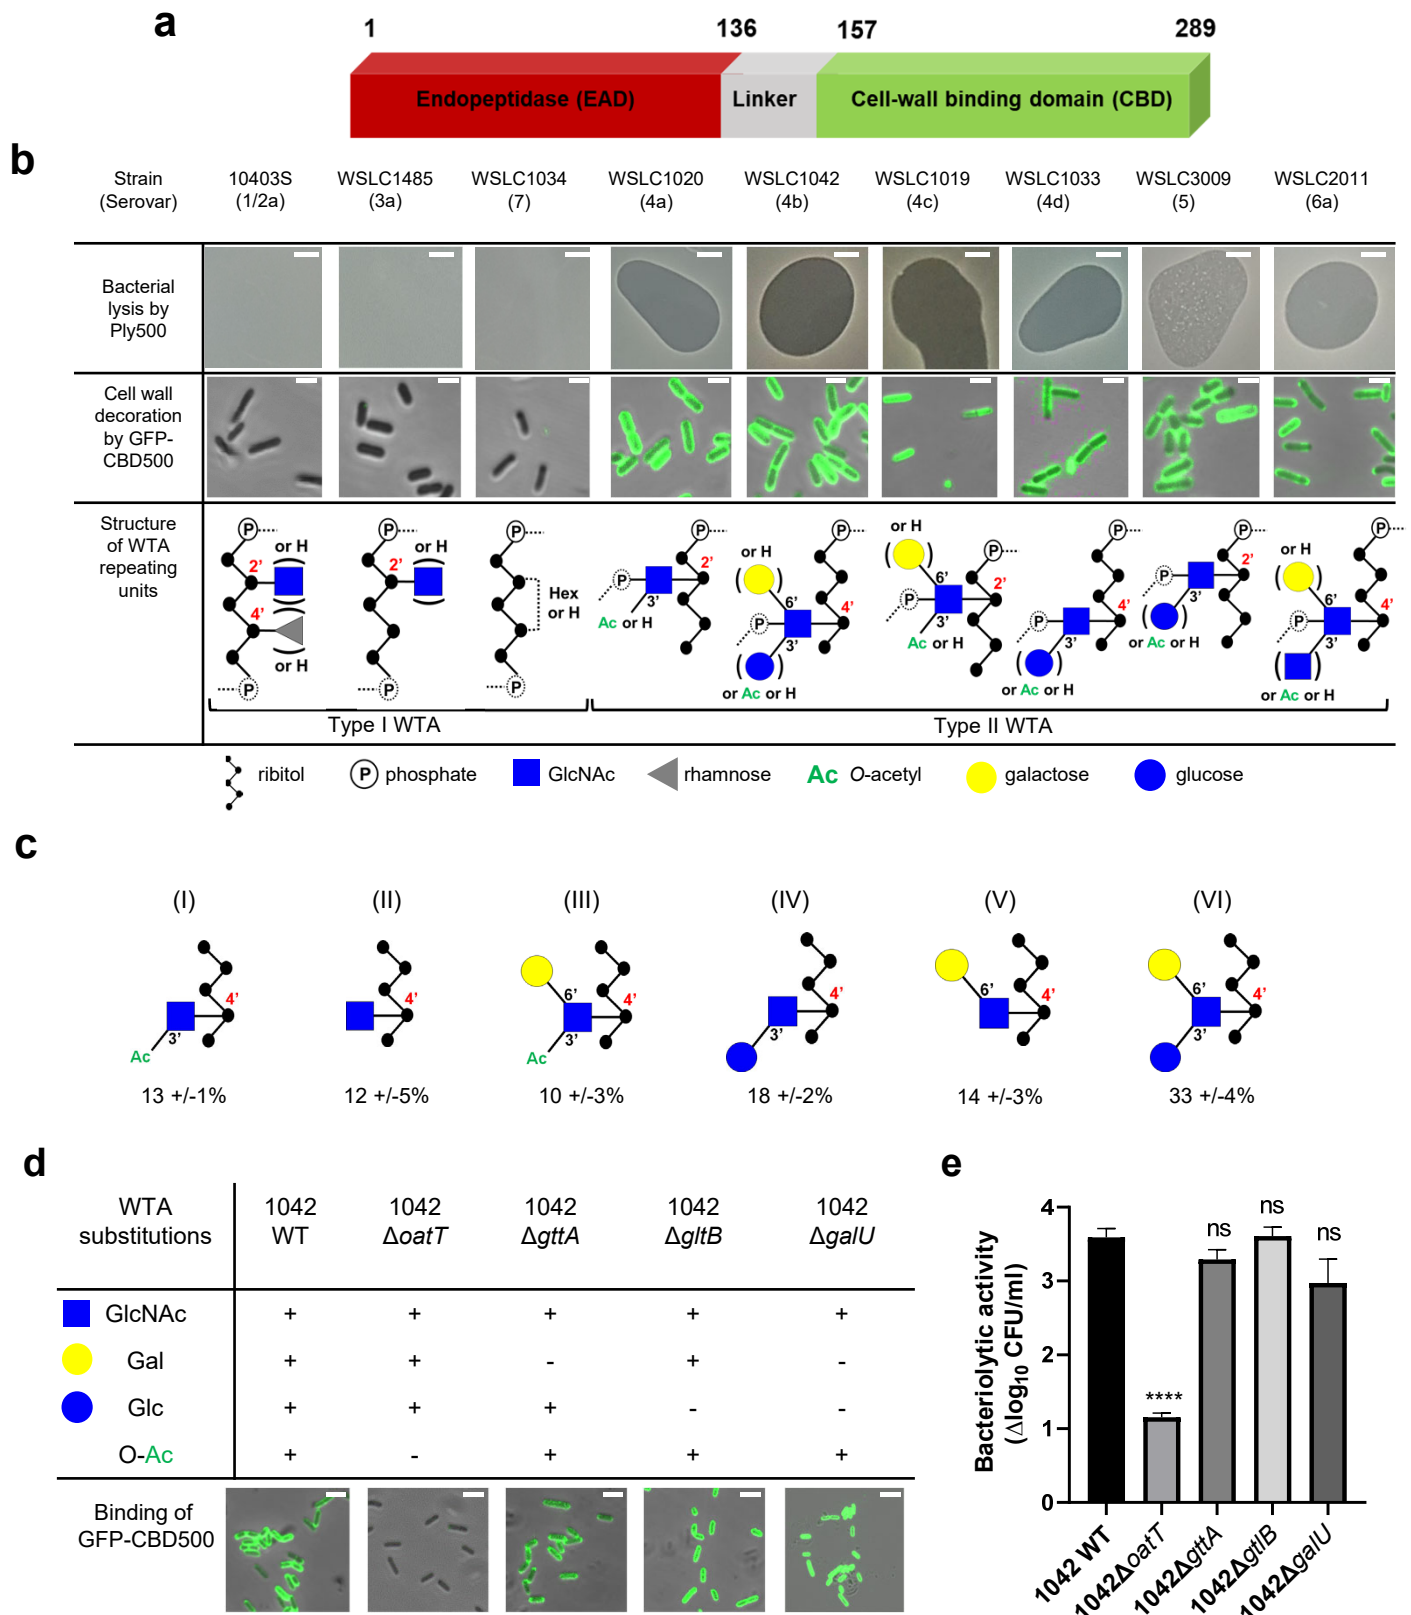 a
1 136 157 289
Endopeptidase (EAD) Linker Cell-wall binding domain (CBD)
b
Strain 10403S WSLC1485 WSLC1034 WSLC1020 WSLC1042 WSLC1019 WSLC1033 WSLC3009 WSLC2011
(Serovar) (1/2a) (3a) (7) (4a) (4b) (4c) (4d) (5) (6a)
Bacterial
lysis by
Ply500
Cell wall
decoration
by GFP-
CBD500
Structure
of WTA
repeating
units
P
or H
2'
4'
or H
P
P
or H
2'
P
P
Hex
or H
P
P
P
2'
3'
Ac or H
P
or H
6'
P
4'
3'
or Ac or H
or H
P
6'
2'
P
3'
Ac or H
P
4'
P
3'
or Ac or H
P
2'
P
3'
or Ac or H
P
or H
6'
4'
P
3'
or Ac or H
Type I WTA Type II WTA
ribitol P phosphate GlcNAc rhamnose Ac O-acetyl galactose glucose
c
(I) (II) (III) (IV) (V) (VI)
4'
3'
Ac
4'
6'
4'
3'
Ac
4'
3'
6'
4'
6'
4'
3'
13 +/-1% 12 +/-5% 10 +/-3% 18 +/-2% 14 +/-3% 33 +/-4%
d
WTA 1042 1042 1042 1042 1042
substitutions WT ΔoatT ΔgttA ΔgltB ΔgalU
GlcNAc + + + + +
Gal + + - + -
Glc + + + - -
O-Ac + - + + +
Binding of
GFP-CBD500
e
Bacteriolytic activity
(Δlog10 CFU/ml)
4
3
2
1
0
**** ns ns ns
1042 WT 1042ΔoatT 1042ΔgttA 1042ΔgtlB 1042ΔgalU